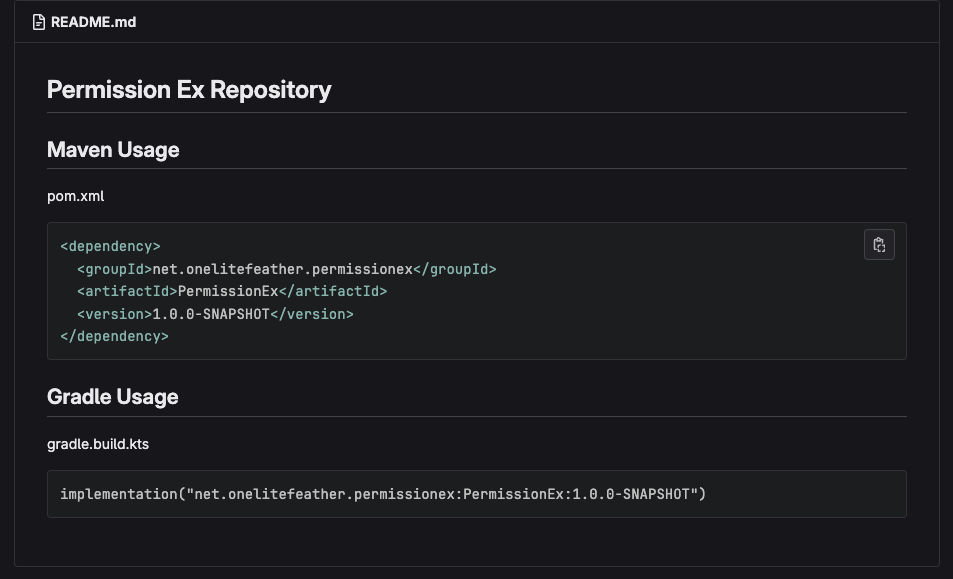 README.md
Permission Ex Repository
Maven Usage
pom.xml
<dependency>
  <groupId>net.onelitefeather.permissionex</groupId>
  <artifactId>PermissionEx</artifactId>
  <version>1.0.0-SNAPSHOT</version>
</dependency>
Gradle Usage
gradle.build.kts
implementation("net.onelitefeather.permissionex:PermissionEx:1.0.0-SNAPSHOT")